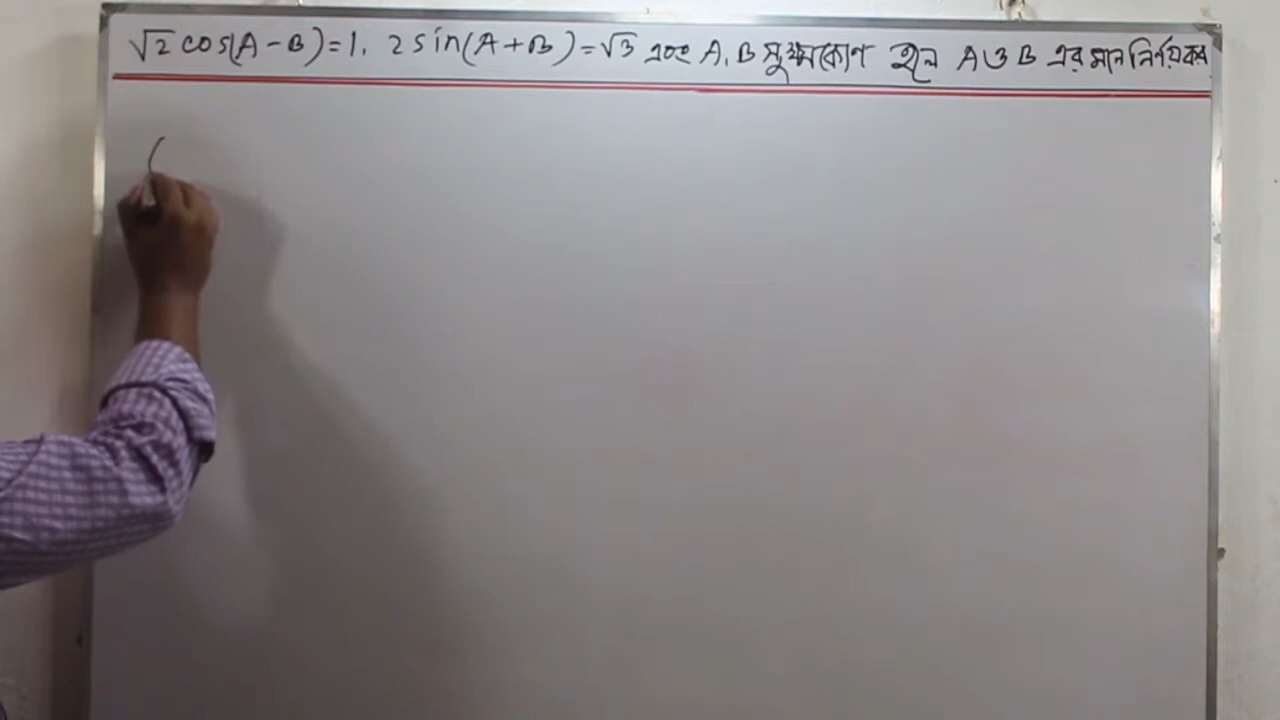 √2 cos(A-B)=1, 2 sin(A+B)=√3 এবং A, B সূক্ষ্মকোণ হলে A ও B এর মান নির্ণয় কর